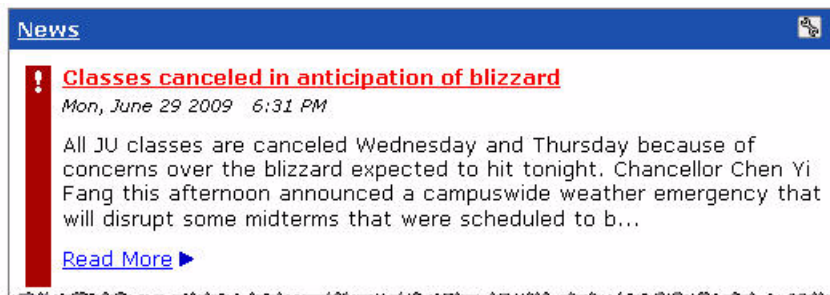 News
Classes canceled in anticipation of blizzard
Mon, June 29 2009 6:31 PM
All JU classes are canceled Wednesday and Thursday because of
concerns over the blizzard expected to hit tonight. Chancellor Chen Yi
Fang this afternoon announced a campuswide weather emergency that
will disrupt some midterms that were scheduled to b...
Read More